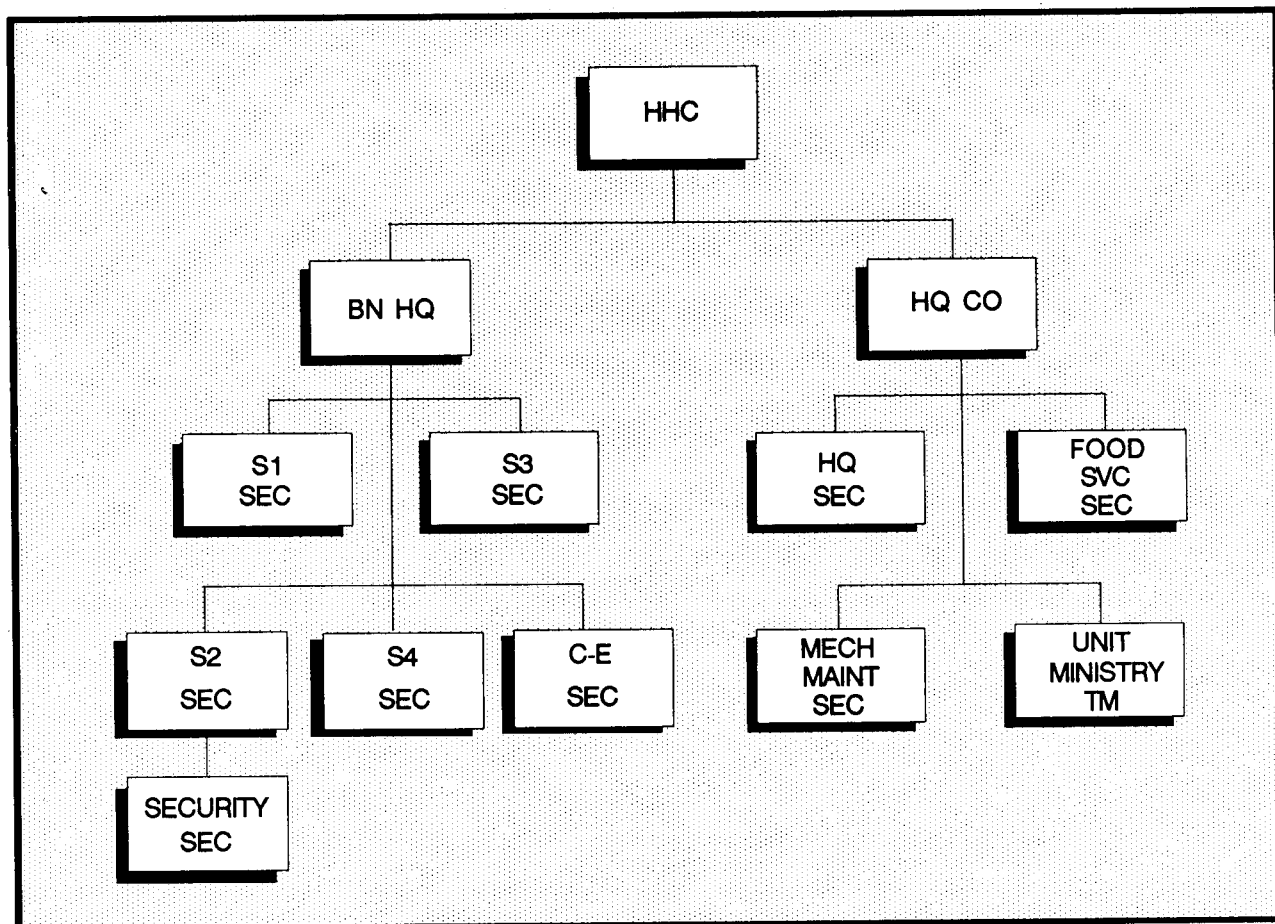 HHC
BN HQ
HQ CO
S1
SEC
S3
SEC
HQ
SEC
FOOD
SVC
SEC
S2
SEC
S4
SEC
C-E
SEC
MECH
MAINT
SEC
UNIT
MINISTRY
TM
SECURITY
SEC